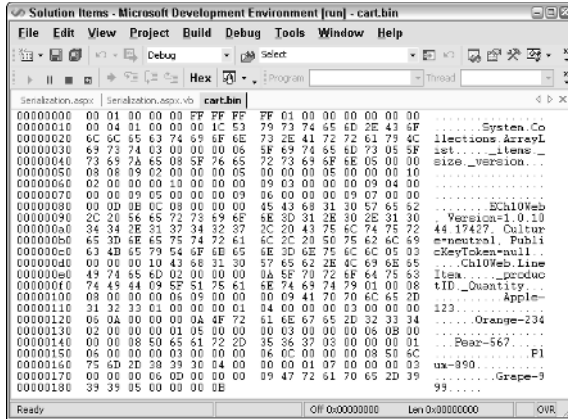 Solution Items - Microsoft Development Environment [run] - cart.bin
File Edit View Project Build Debug Tools Window Help
Debug Select
Hex Program Thread
Serialization.aspx Serialization.aspx.vb cart.bin
00000000 00 01 00 00 00 FF FF FF FF 01 00 00 00 00 00 00 ................
00000010 00 04 01 00 00 00 1C 53 79 73 74 65 6D 2E 43 6F .......System.Co
00000020 6C 6C 65 63 74 69 6F 6E 73 2E 41 72 72 61 79 4C llections.ArrayL
00000030 69 73 74 03 00 00 00 06 5F 69 74 65 6D 73 05 5F ist....._items._
00000040 73 69 7A 65 08 5F 76 65 72 73 69 6F 6E 05 00 00 size._version...
00000050 08 08 09 02 00 00 00 05 00 00 00 05 00 00 00 10 ................
00000060 02 00 00 00 10 00 00 00 09 03 00 00 00 09 04 00 ................
00000070 00 00 09 05 00 00 00 09 06 00 00 00 09 07 00 00 ................
00000080 00 0D 0B 0C 08 00 00 00 45 43 68 31 30 57 65 62 ........ECh10Web
00000090 2C 20 56 65 72 73 69 6F 6E 3D 31 2E 30 2E 31 30 , Version=1.0.10
000000a0 34 34 2E 31 37 34 32 37 2C 20 43 75 6C 74 75 72 44.17427, Cultur
000000b0 65 3D 6E 65 75 74 72 61 6C 2C 20 50 75 62 6C 69 e=neutral, Publi
000000c0 63 4B 65 79 54 6F 6B 65 6E 3D 6E 75 6C 6C 05 03 cKeyToken=null..
000000d0 00 00 00 10 43 68 31 30 57 65 62 2E 4C 69 6E 65 ....Ch10Web.Line
000000e0 49 74 65 6D 02 00 00 00 0A 5F 70 72 6F 64 75 63 Item....._produc
000000f0 74 49 44 09 5F 51 75 61 6E 74 69 74 79 01 00 08 tID._Quantity...
00000100 08 00 00 00 06 09 00 00 00 09 41 70 70 6C 65 2D ..........Apple-
00000110 31 32 33 01 00 00 00 01 04 00 00 00 03 00 00 00 123.............
00000120 06 0A 00 00 00 0A 4F 72 61 6E 67 65 2D 32 33 34 ......Orange-234
00000130 02 00 00 00 01 05 00 00 00 03 00 00 00 06 0B 00 ................
00000140 00 00 08 50 65 61 72 2D 35 36 37 03 00 00 00 01 ...Pear-567.....
00000150 06 00 00 00 03 00 00 00 06 0C 00 00 00 08 50 6C ..............Pl
00000160 75 6D 2D 38 39 30 04 00 00 00 01 07 00 00 00 03 um-890..........
00000170 00 00 00 06 0D 00 00 00 09 47 72 61 70 65 2D 39 .........Grape-9
00000180 39 39 05 00 00 00 0B 99.....
Ready Off 0x00000000 Len 0x00000000 OVR